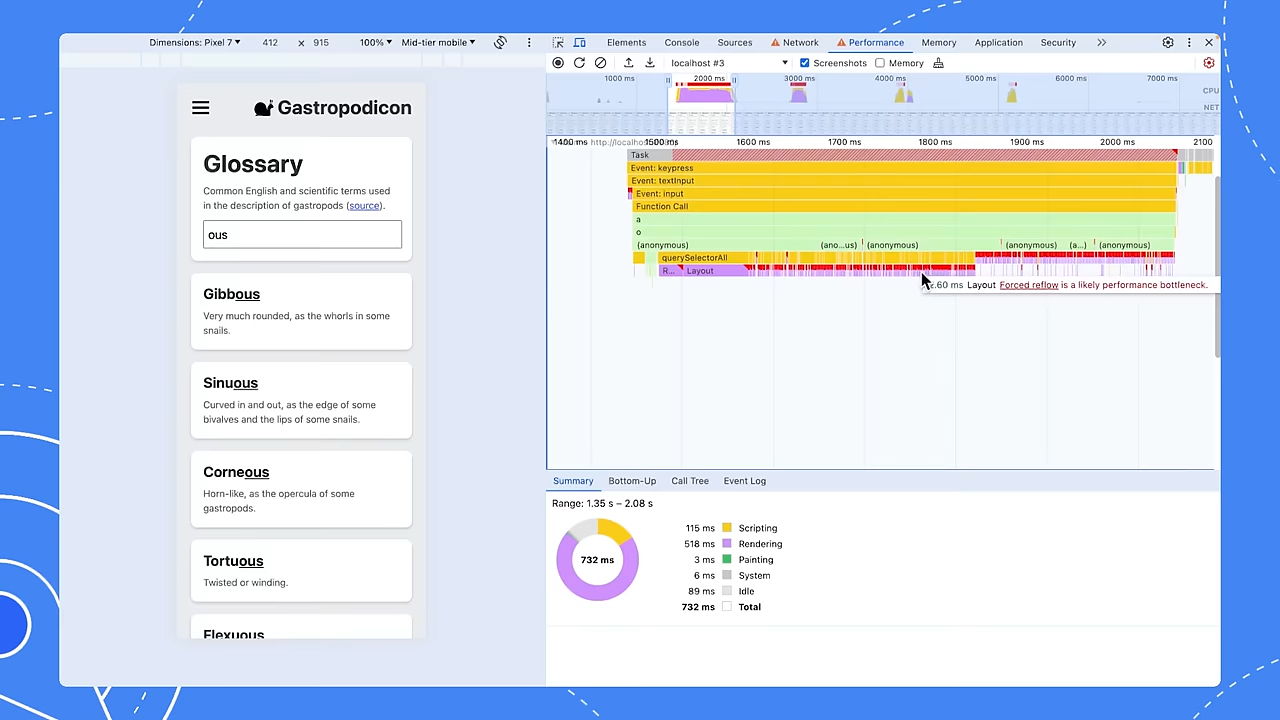 Dimensions: Pixel 7 ▼ 412 × 915 100% ▼ Mid-tier mobile ▼
Elements Console Sources Network Performance Memory Application Security
localhost #3 Screenshots Memory
1000 ms 2000 ms 3000 ms 4000 ms 5000 ms 6000 ms 7000 ms
CPU
NET
1400 ms 1500 ms 1600 ms 1700 ms 1800 ms 1900 ms 2000 ms 2100
Task
Event: keypress
Event: textInput
Event: input
Function Call
a
o
(anonymous) (ano...us) (anonymous) (anonymous) (a...) (anonymous)
querySelectorAll
R... Layout
.60 ms Layout Forced reflow is a likely performance bottleneck.
Gastropodicon
Glossary
Common English and scientific terms used
in the description of gastropods (source).
ous
Gibbous
Very much rounded, as the whorls in some
snails.
Sinuous
Curved in and out, as the edge of some
bivalves and the lips of some snails.
Corneous
Horn-like, as the opercula of some
gastropods.
Tortuous
Twisted or winding.
Flexuous
Summary Bottom-Up Call Tree Event Log
Range: 1.35 s – 2.08 s
732 ms
115 ms Scripting
518 ms Rendering
3 ms Painting
6 ms System
89 ms Idle
732 ms Total